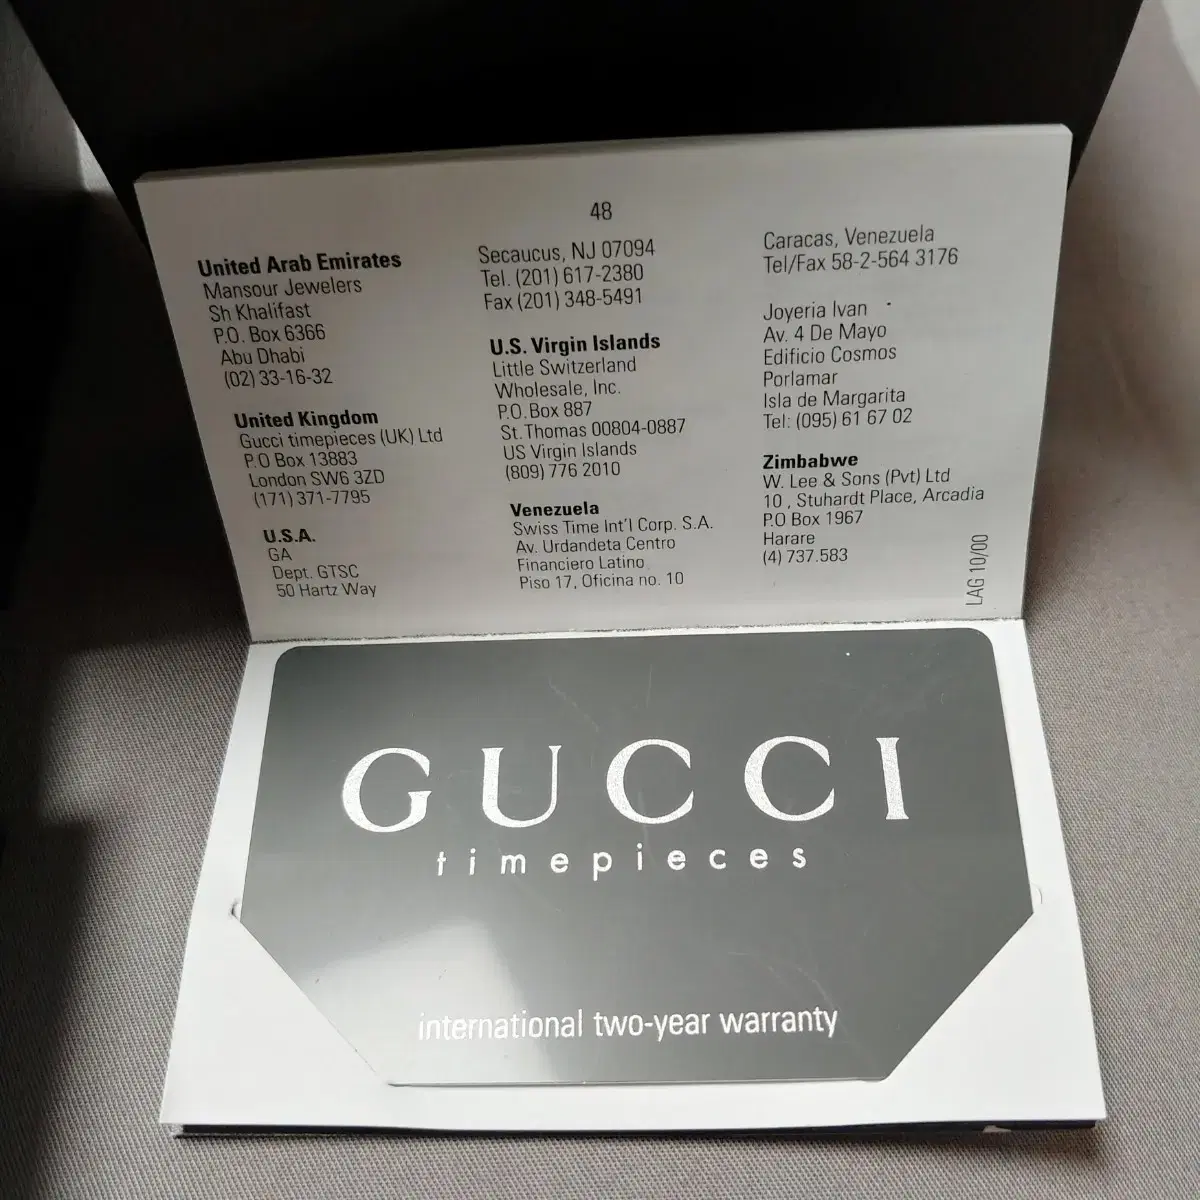 48
United Arab Emirates
Mansour Jewelers
Sh Khalifast
P.O. Box 6366
Abu Dhabi
(02) 33-16-32
United Kingdom
Gucci timepieces (UK) Ltd
P.O Box 13883
London SW6 3ZD
(171) 371-7795
U.S.A.
GA
Dept. GTSC
50 Hartz Way
Secaucus, NJ 07094
Tel. (201) 617-2380
Fax (201) 348-5491
U.S. Virgin Islands
Little Switzerland
Wholesale, Inc.
P.O. Box 887
St. Thomas 00804-0887
US Virgin Islands
(809) 776 2010
Venezuela
Swiss Time Int'l Corp. S.A.
Av. Urdandeta Centro
Financiero Latino
Piso 17, Oficina no. 10
Caracas, Venezuela
Tel/Fax 58-2-564 3176
Joyeria Ivan
Av. 4 De Mayo
Edificio Cosmos
Porlamar
Isla de Margarita
Tel: (095) 61 67 02
Zimbabwe
W. Lee & Sons (Pvt) Ltd
10 , Stuhardt Place, Arcadia
P.O Box 1967
Harare
(4) 737.583
LAG 10/00
GUCCI
timepieces
international two-year warranty